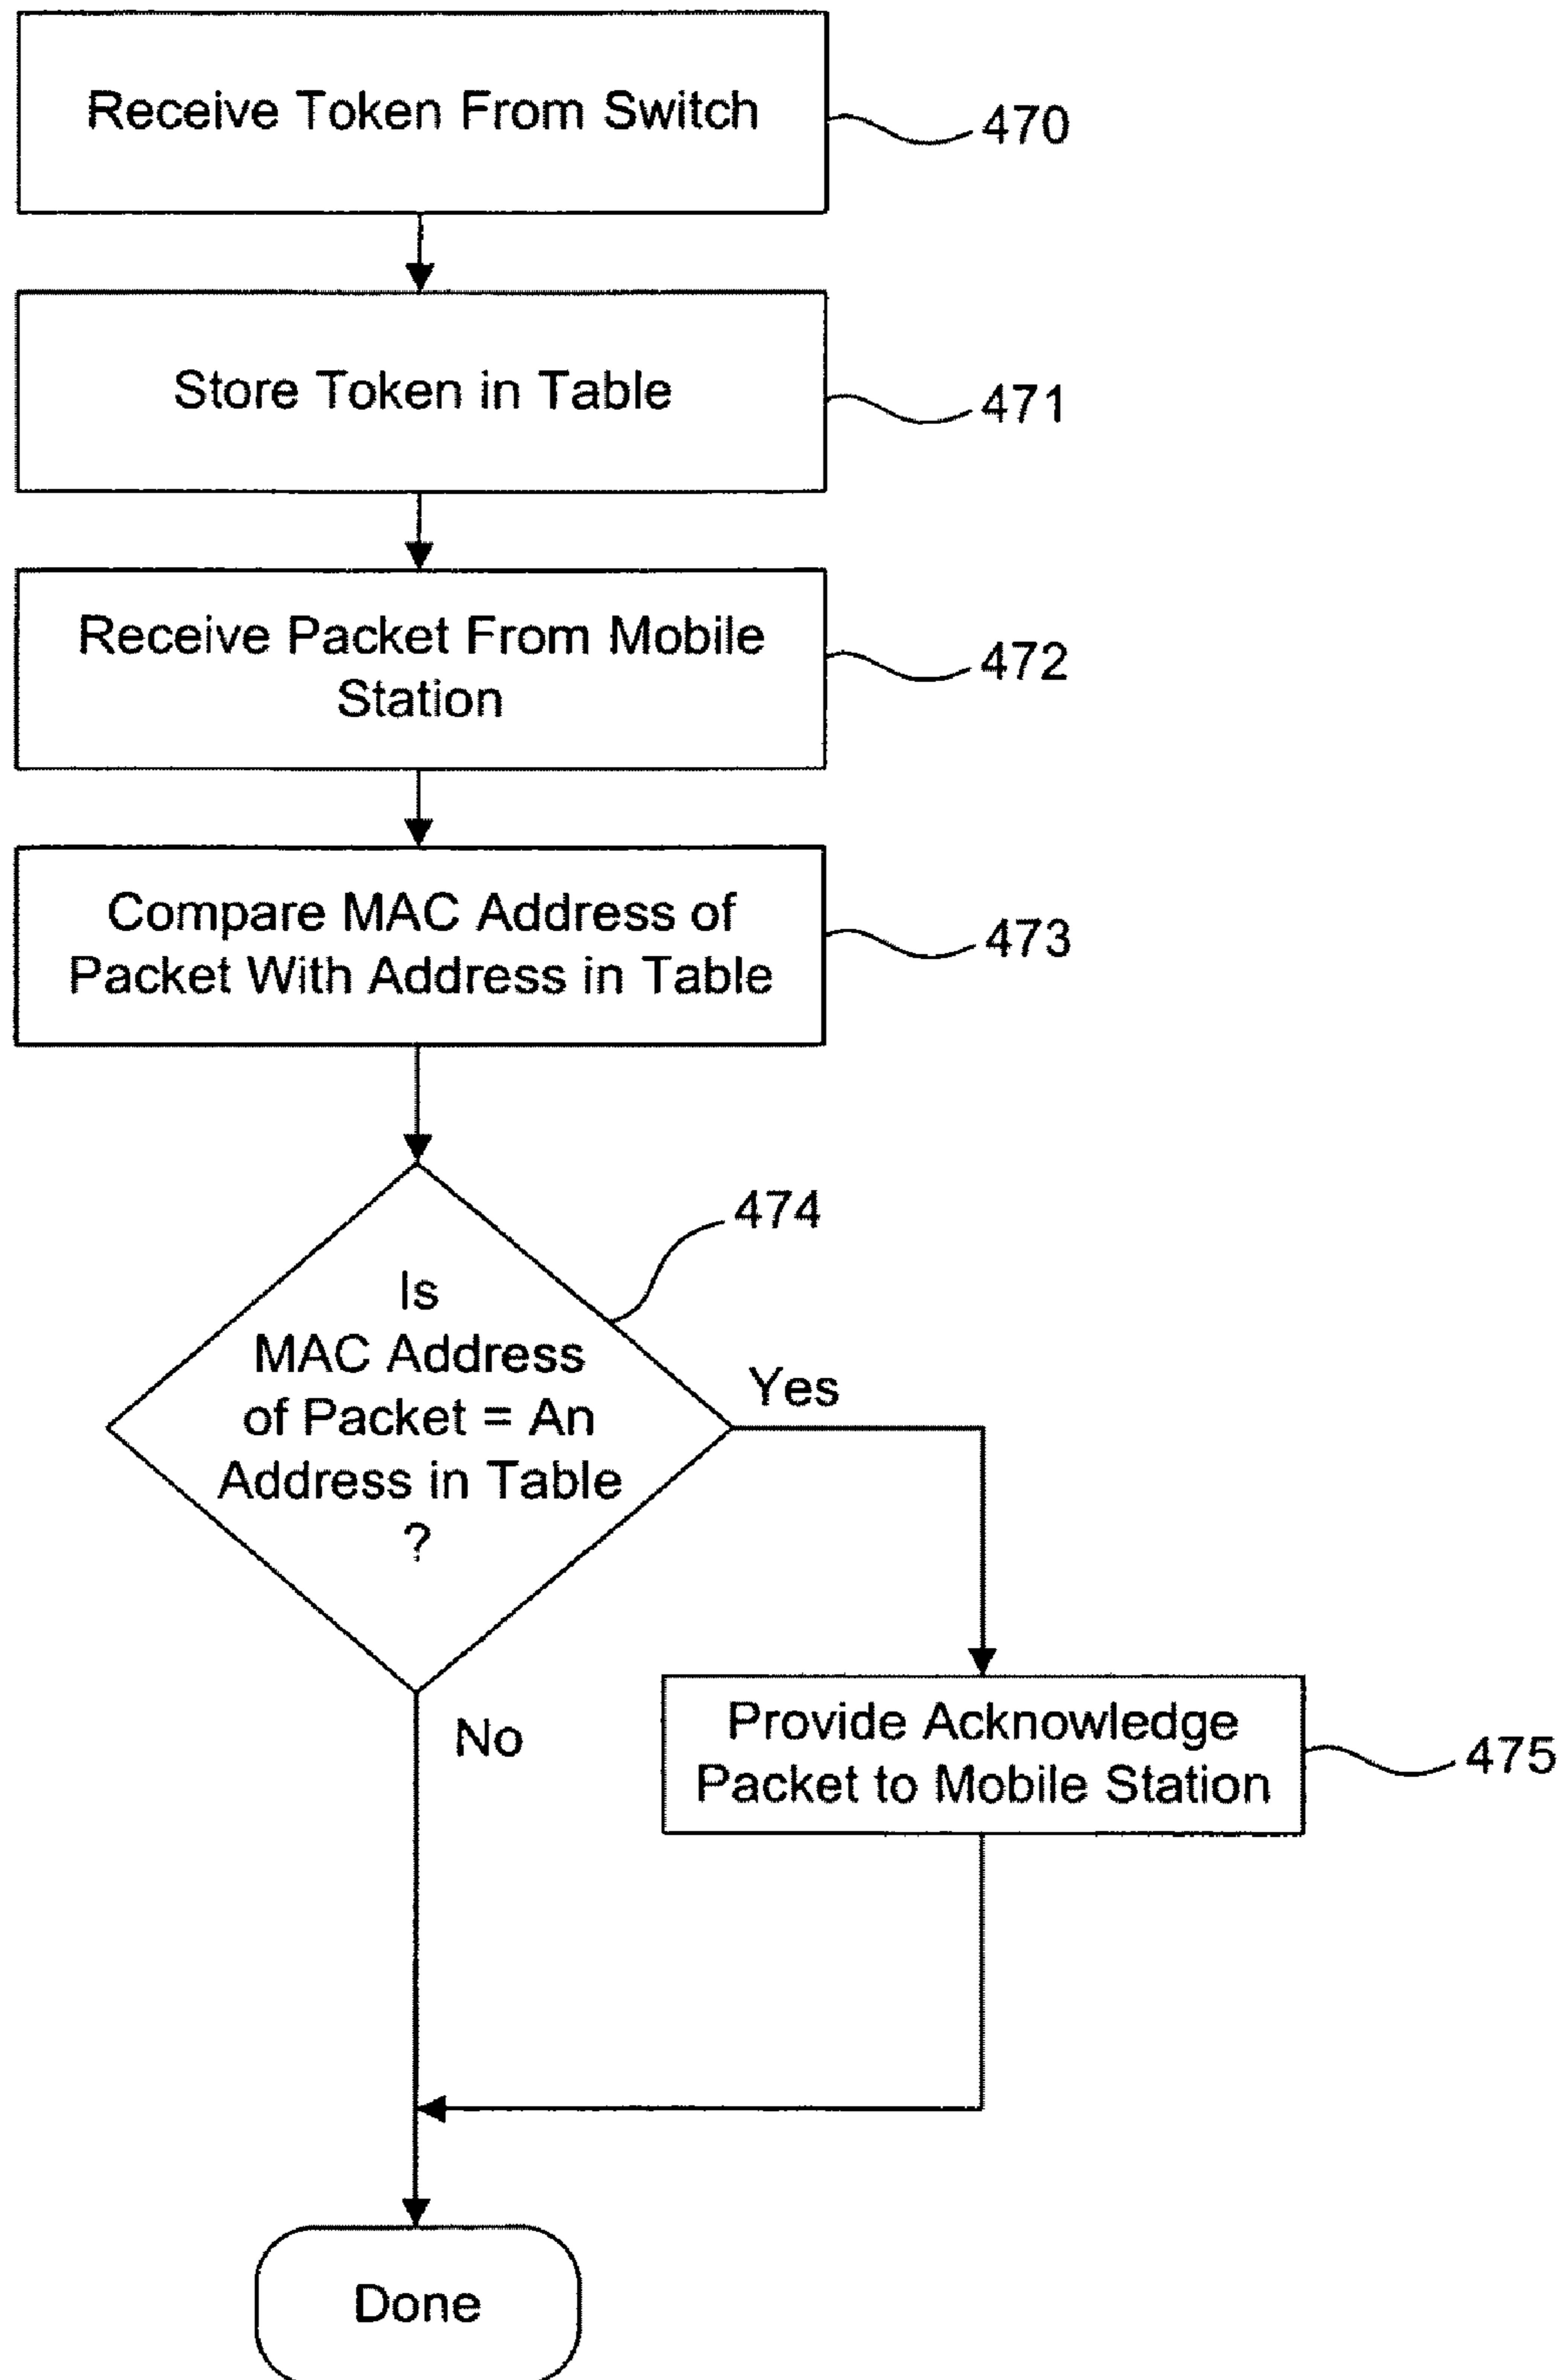 Receive Token From Switch
470
Store Token in Table
471
Receive Packet From Mobile
Station
472
Compare MAC Address of
Packet With Address in Table
473
474
Is
MAC Address
of Packet = An
Address in Table
?
Yes
No
Provide Acknowledge
Packet to Mobile Station
475
Done